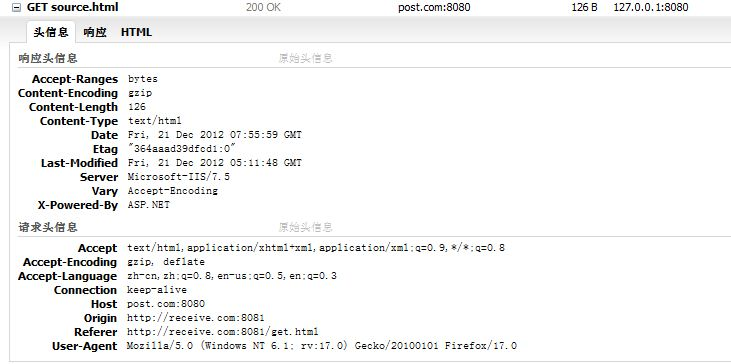 GET source.html 200 OK post.com:8080 126 B 127.0.0.1:8080
头信息 响应 HTML
响应头信息 原始头信息
Accept-Ranges bytes
Content-Encoding gzip
Content-Length 126
Content-Type text/html
Date Fri, 21 Dec 2012 07:55:59 GMT
Etag "364aaad39dfcd1:0"
Last-Modified Fri, 21 Dec 2012 05:11:48 GMT
Server Microsoft-IIS/7.5
Vary Accept-Encoding
X-Powered-By ASP.NET
请求头信息 原始头信息
Accept text/html,application/xhtml+xml,application/xml;q=0.9,*/*;q=0.8
Accept-Encoding gzip, deflate
Accept-Language zh-cn,zh;q=0.8,en-us;q=0.5,en;q=0.3
Connection keep-alive
Host post.com:8080
Origin http://receive.com:8081
Referer http://receive.com:8081/get.html
User-Agent Mozilla/5.0 (Windows NT 6.1; rv:17.0) Gecko/20100101 Firefox/17.0